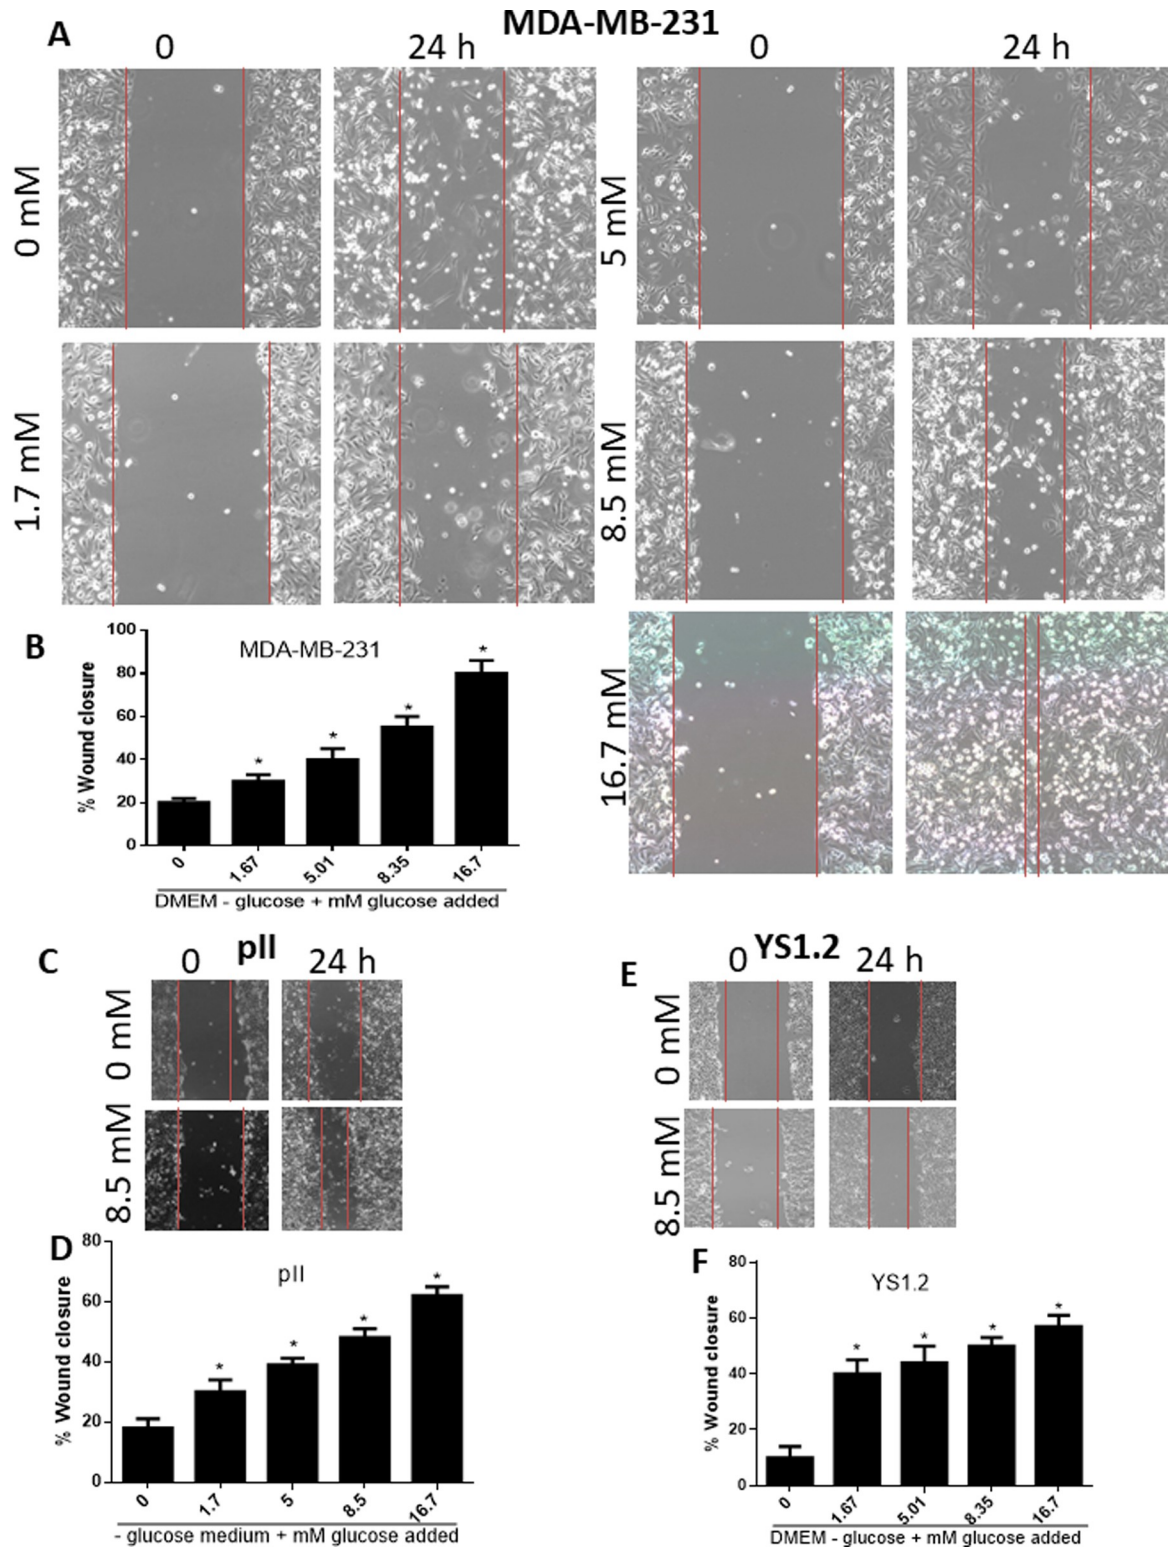 MDA-MB-231
A
0
24 h
0
24 h
0 mM
5 mM
1.7 mM
8.5 mM
16.7 mM
B
MDA-MB-231
% Wound closure
100
80
60
40
20
0
*
*
*
*
0
1.67
5.01
8.35
16.7
DMEM - glucose + mM glucose added
C
pII
0
24 h
0 mM
8.5 mM
E
YS1.2
0
24 h
0 mM
8.5 mM
D
pII
% Wound closure
80
60
40
20
0
*
*
*
*
0
1.7
5
8.5
16.7
- glucose medium + mM glucose added
F
YS1.2
% Wound closure
80
60
40
20
0
*
*
*
*
0
1.67
5.01
8.35
16.7
DMEM - glucose + mM glucose added